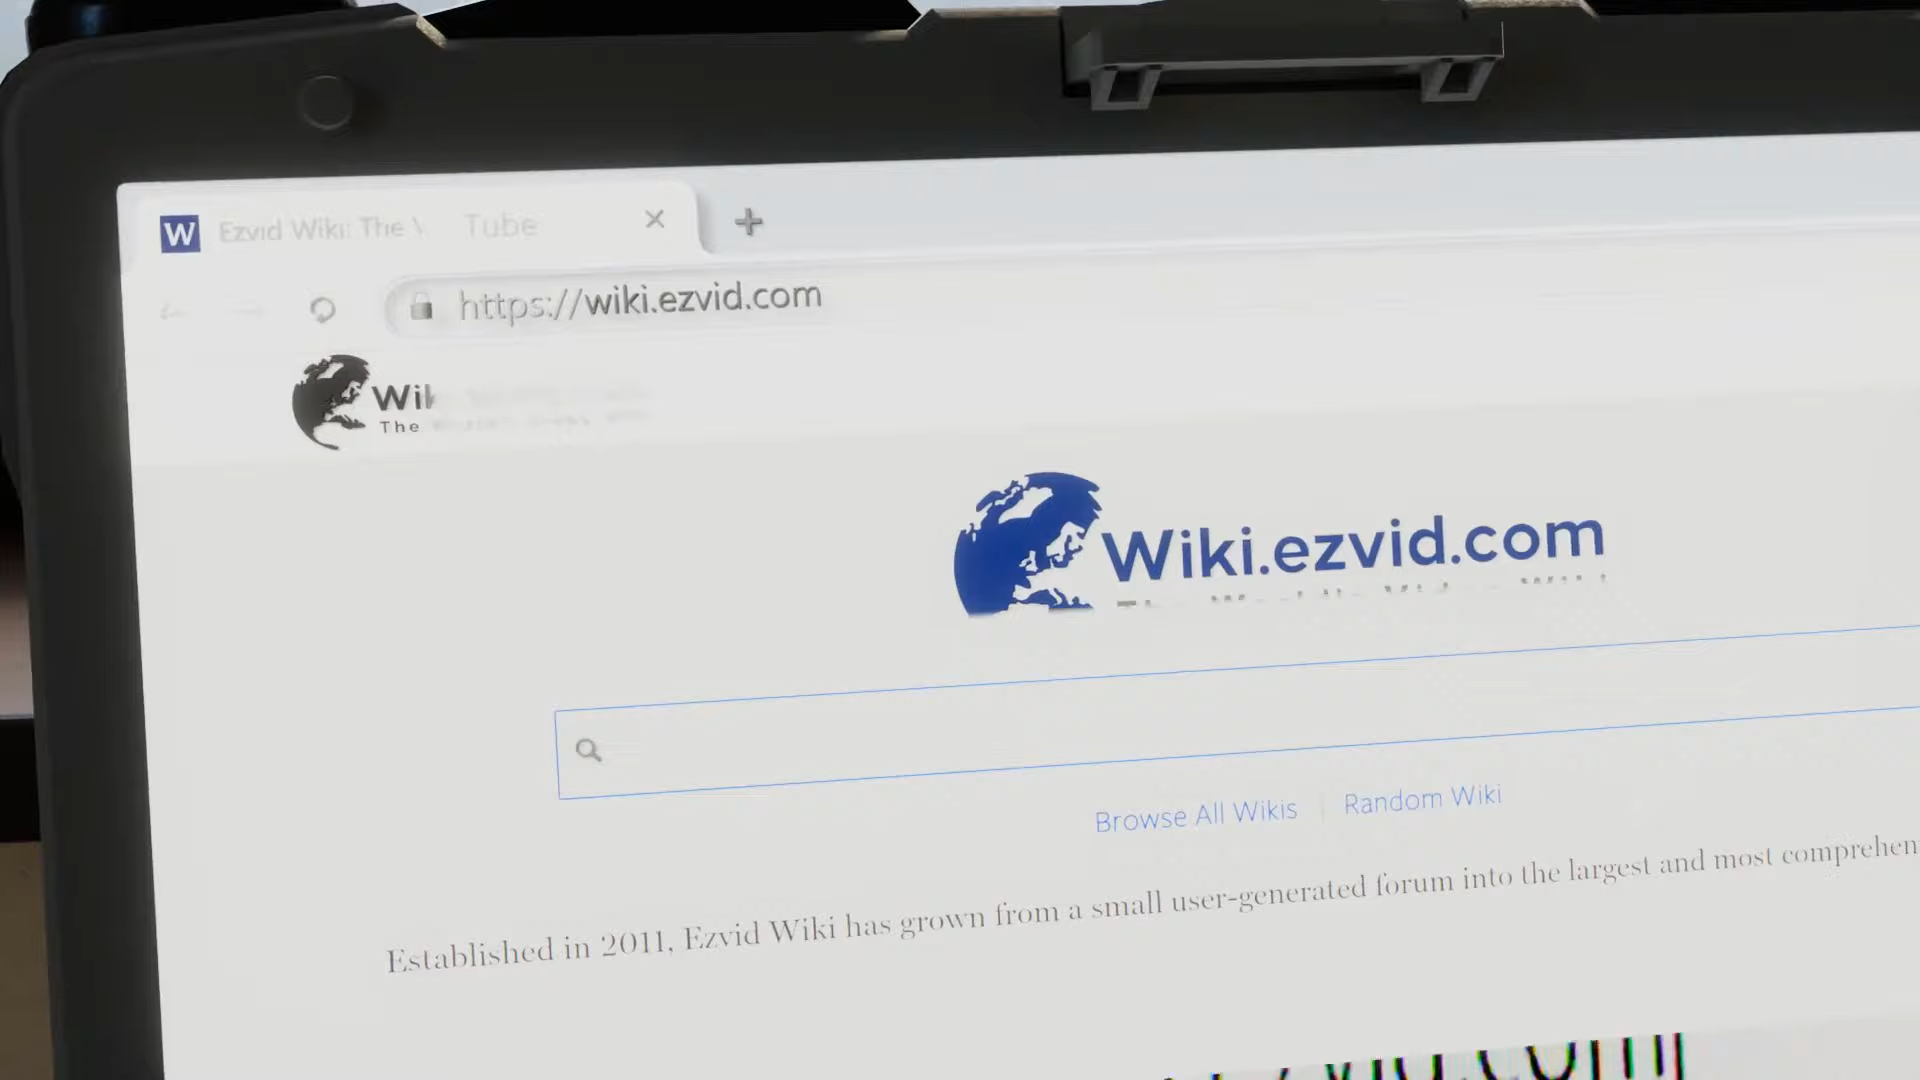 W Ezvid Wiki: The Tube
https://wiki.ezvid.com
The
Wiki.ezvid.com
Browse All Wikis | Random Wiki
Established in 2011, Ezvid Wiki has grown from a small user-generated forum into the largest and most comprehen